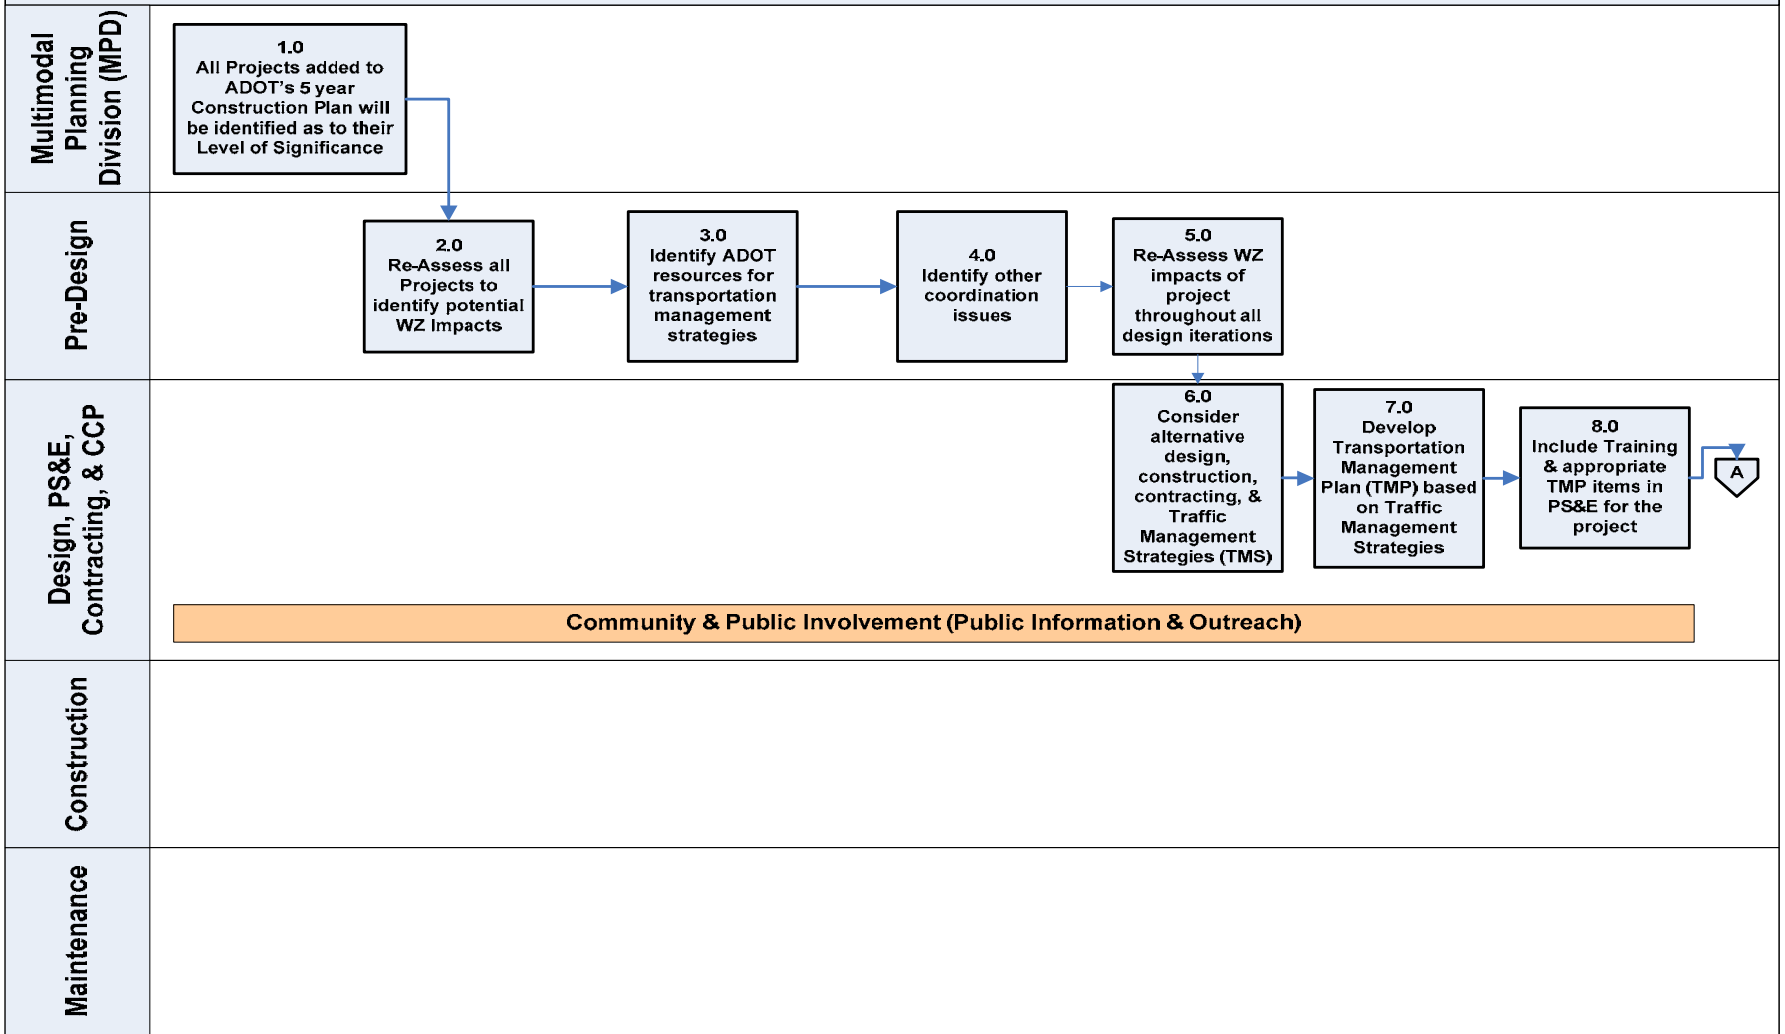 Multimodal
Planning
Division (MPD)
1.0
All Projects added to
ADOT's 5 year
Construction Plan will
be identified as to their
Level of Significance
Pre-Design
2.0
Re-Assess all
Projects to
identify potential
WZ Impacts
3.0
Identify ADOT
resources for
transportation
management
strategies
4.0
Identify other
coordination
issues
5.0
Re-Assess WZ
impacts of
project
throughout all
design iterations
Design, PS&E,
Contracting, & CCP
6.0
Consider
alternative
design,
construction,
contracting, &
Traffic
Management
Strategies (TMS)
7.0
Develop
Transportation
Management
Plan (TMP) based
on Traffic
Management
Strategies
8.0
Include Training
& appropriate
TMP items in
PS&E for the
project
A
Community & Public Involvement (Public Information & Outreach)
Construction
Maintenance